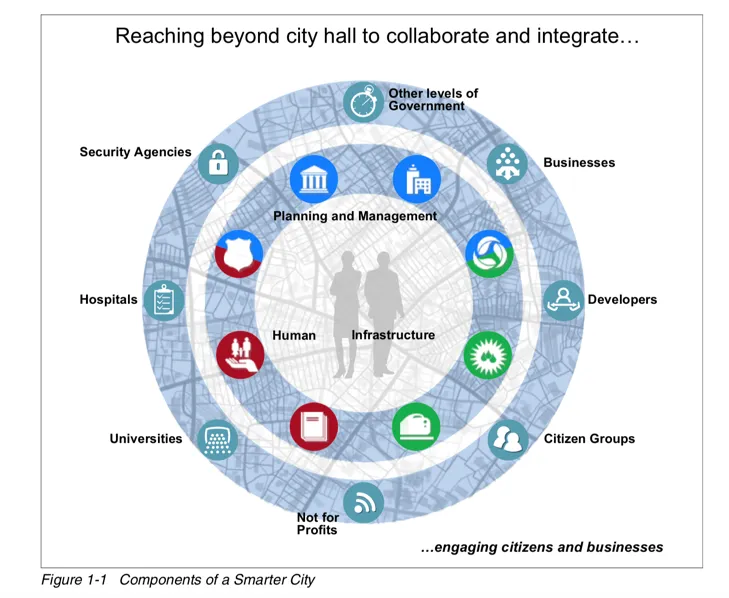 Reaching beyond city hall to collaborate and integrate…
Other levels of
Government
Security Agencies
Businesses
Planning and Management
Hospitals
Developers
Human
Infrastructure
Universities
Citizen Groups
Not for
Profits
…engaging citizens and businesses
Figure 1-1 Components of a Smarter City